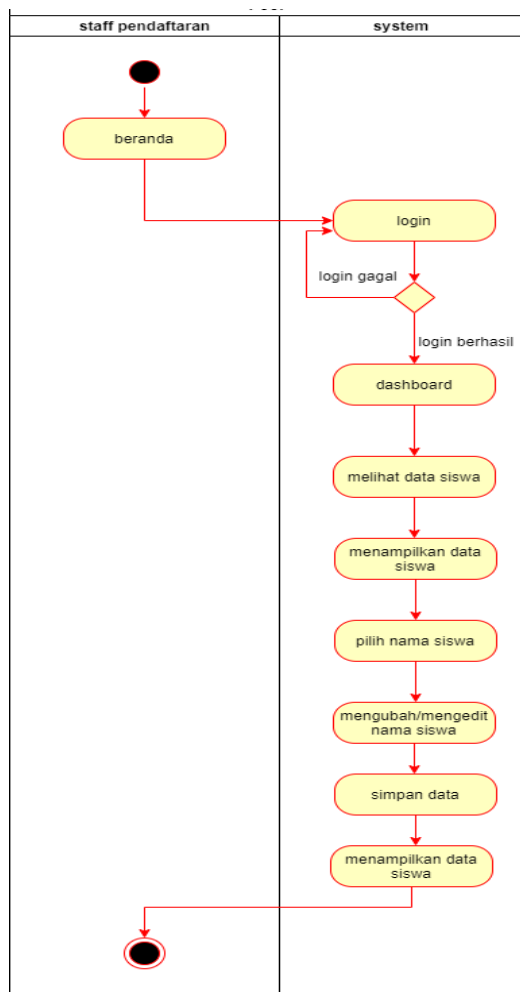 staff pendaftaran
system
beranda
login
login gagal
login berhasil
dashboard
melihat data siswa
menampilkan data
siswa
pilih nama siswa
mengubah/mengedit
nama siswa
simpan data
menampilkan data
siswa